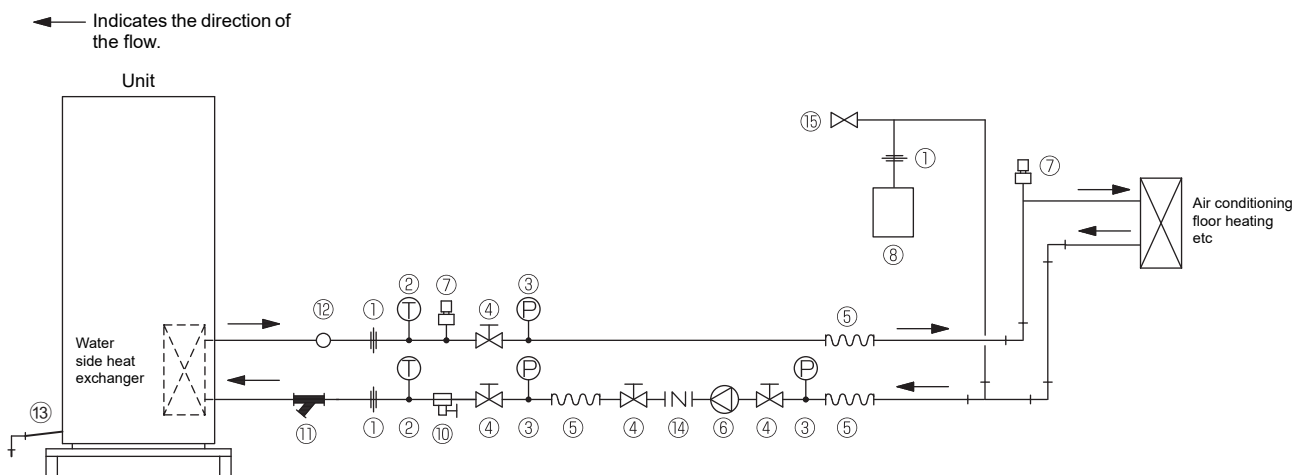 Indicates the direction of
the flow.
Unit
⑮
①
⑦
⑧
Air conditioning
floor heating
etc
②
⑦
③
⑫
①
T
④
P
⑤
Water
side heat
exchanger
T
P
P
⑬
⑪
①
②
⑩
④
③
⑤
④
⑭
⑥
④
③
⑤